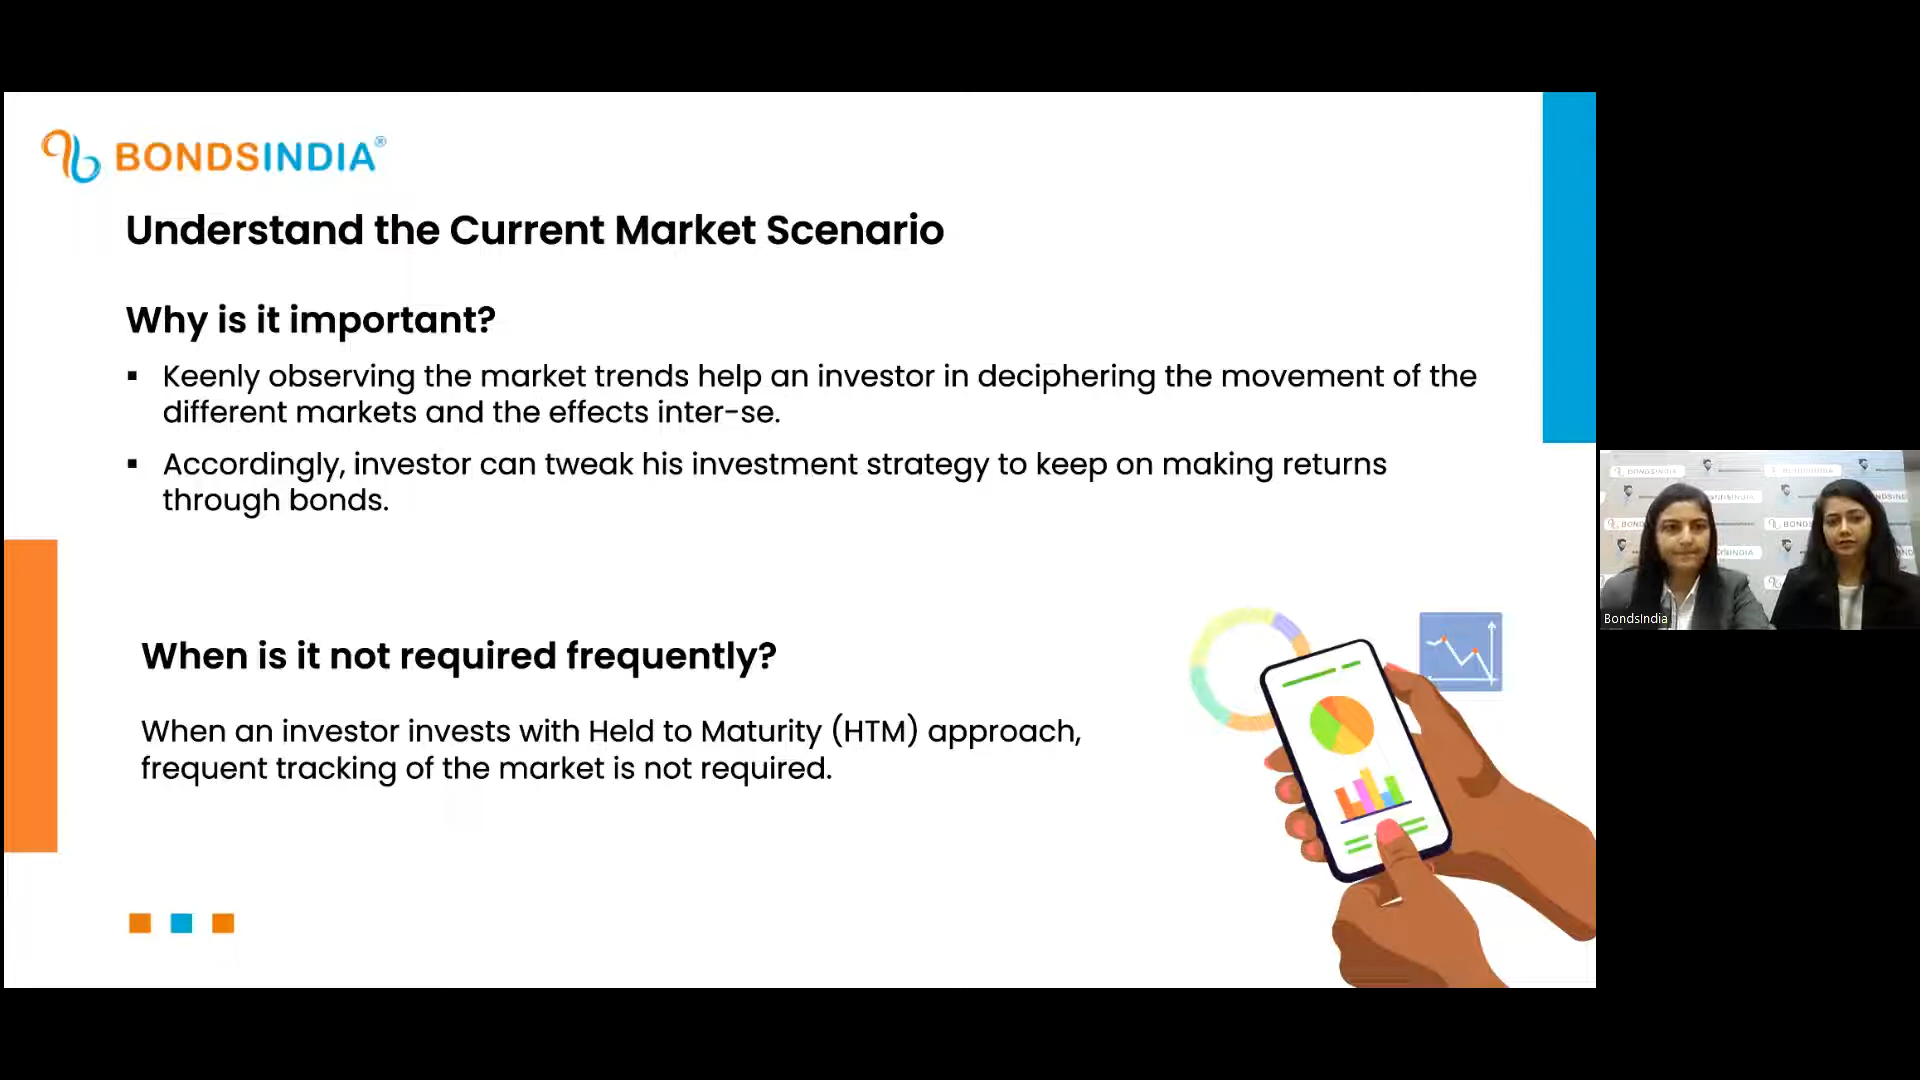 BONDSINDIA®
Understand the Current Market Scenario
Why is it important?
▪ Keenly observing the market trends help an investor in deciphering the movement of the
different markets and the effects inter-se.
▪ Accordingly, investor can tweak his investment strategy to keep on making returns
through bonds.
When is it not required frequently?
When an investor invests with Held to Maturity (HTM) approach,
frequent tracking of the market is not required.
BondsIndia